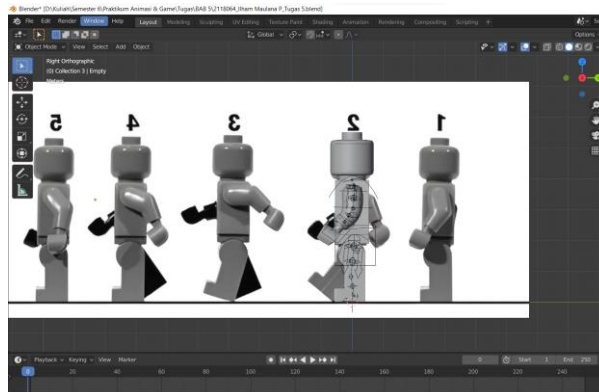 Blender* [D:\Kuliah\Semester 8\Praktikum Animasi & Game\Tugas\BAB 5\2118064_Ilham Maulana P_Tugas 5.blend]
File Edit Render Window Help Layout Modeling Sculpting UV Editing Texture Paint Shading Animation Rendering Compositing Scripting +
Global
Options
Object Mode View Select Add Object
Right Orthographic
(0) Collection 3 | Empty
Meters
5 4 3 2 1
Playback Keying View Marker 0 Start 1 End 250
0 20 40 60 80 100 120 140 160 180 200 220 240